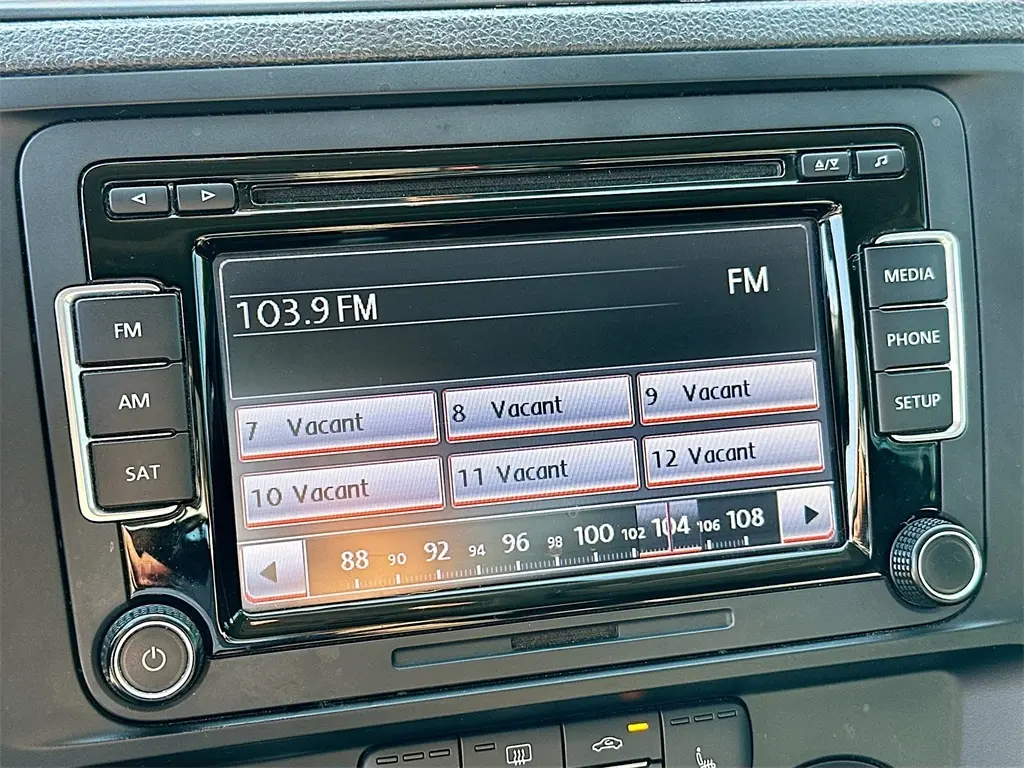 FM
AM
SAT
103.9 FM
FM
7 Vacant
8 Vacant
9 Vacant
10 Vacant
11 Vacant
12 Vacant
88 90 92 94 96 98 100 102 104 106 108
MEDIA
PHONE
SETUP